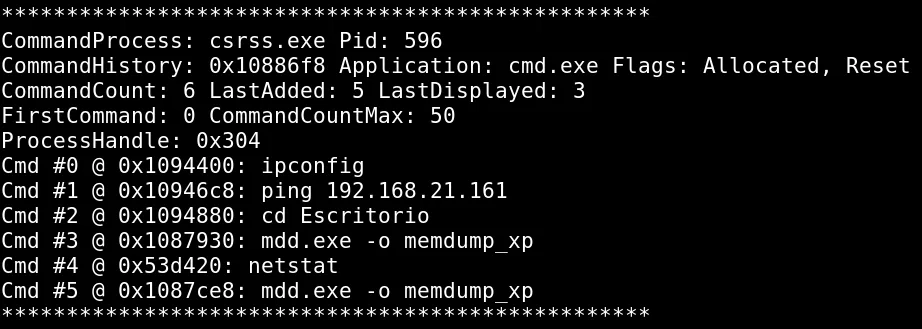 **************************************************
CommandProcess: csrss.exe Pid: 596
CommandHistory: 0x10886f8 Application: cmd.exe Flags: Allocated, Reset
CommandCount: 6 LastAdded: 5 LastDisplayed: 3
FirstCommand: 0 CommandCountMax: 50
ProcessHandle: 0x304
Cmd #0 @ 0x1094400: ipconfig
Cmd #1 @ 0x10946c8: ping 192.168.21.161
Cmd #2 @ 0x1094880: cd Escritorio
Cmd #3 @ 0x1087930: mdd.exe -o memdump_xp
Cmd #4 @ 0x53d420: netstat
Cmd #5 @ 0x1087ce8: mdd.exe -o memdump_xp
**************************************************